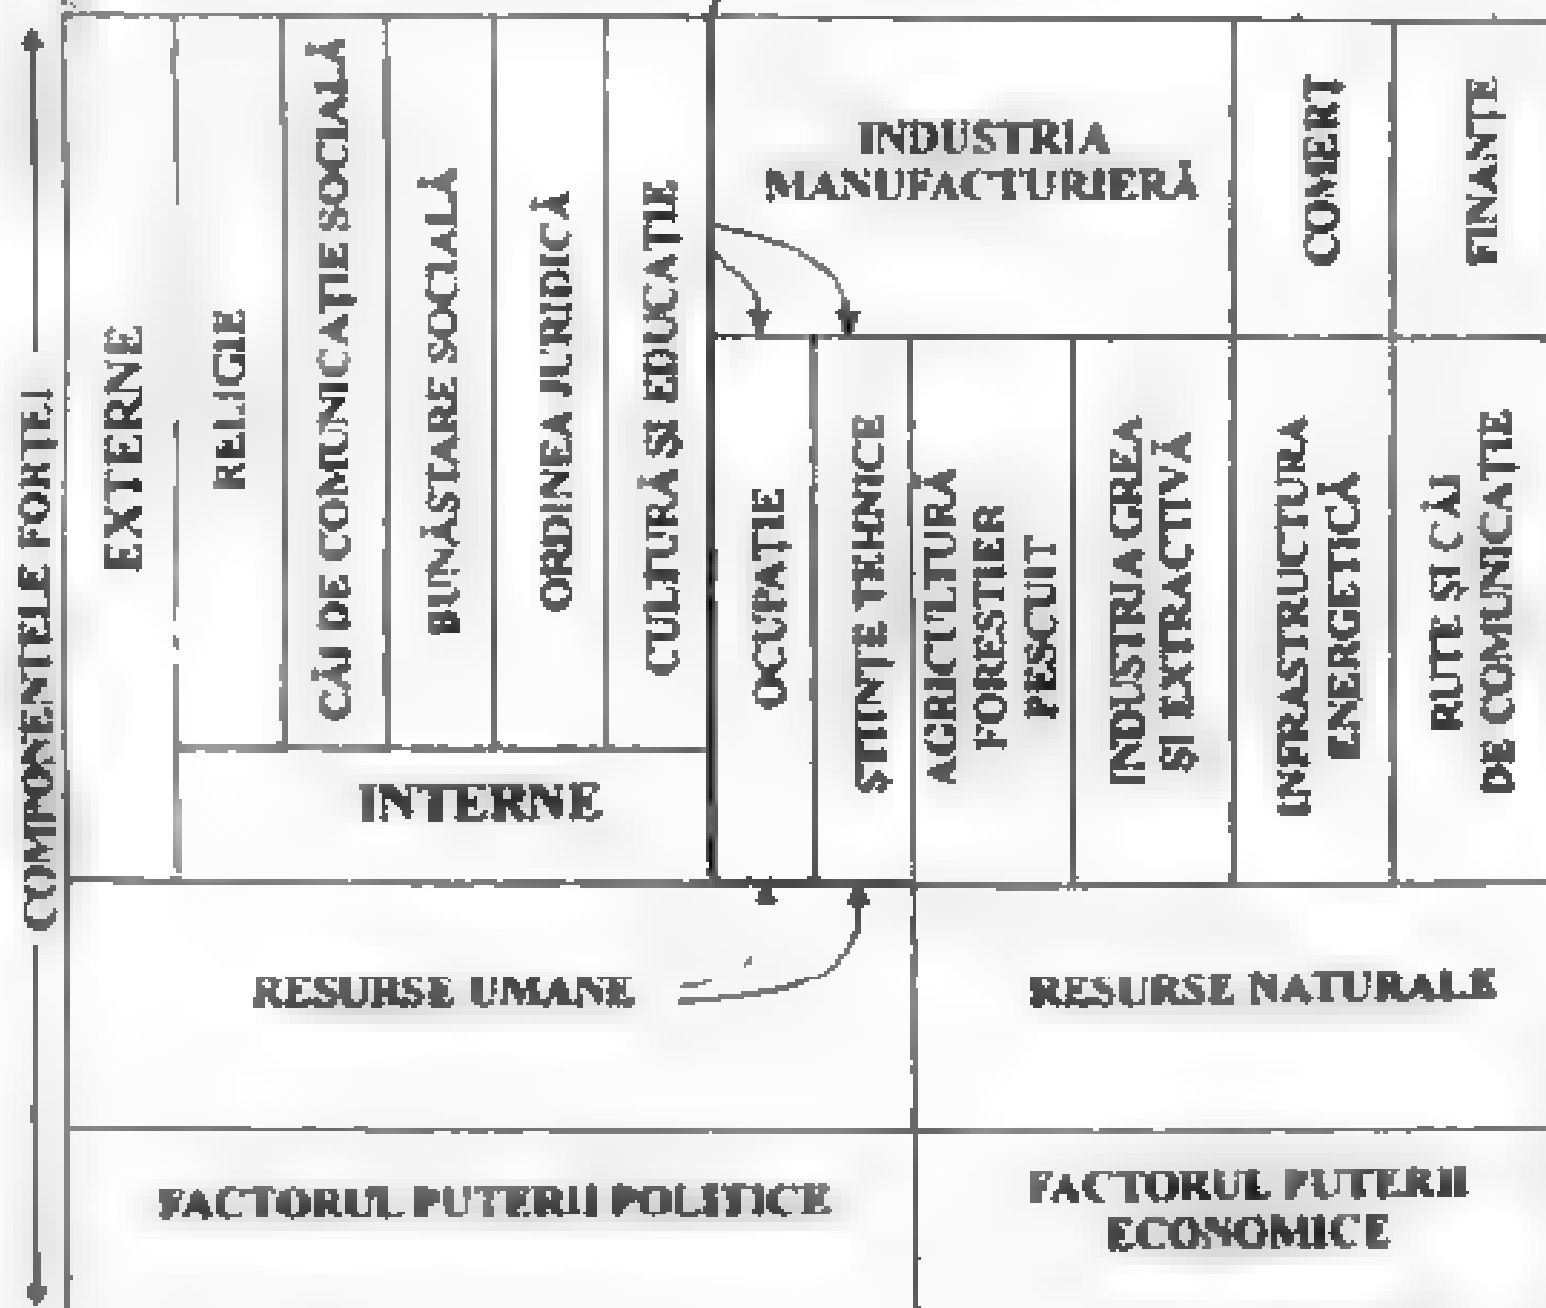 COMPONENTELE FORȚEI
EXTERNE
RELIGIE
CĂI DE COMUNICAȚIE SOCIALĂ
BUNĂSTARE SOCIALĂ
ORDINEA JURIDICĂ
CULTURĂ ȘI EDUCAȚIE
INTERNE
INDUSTRIA
MANUFACTURIERĂ
COMERȚ
FINANȚE
OCUPAȚIE
ȘTIINȚE TEHNICE
AGRICULTURĂ
FORESTIER
PESCUIT
INDUSTRIA GREA
ȘI EXTRACTIVĂ
INFRASTRUCTURA
ENERGETICĂ
RUTE ȘI CĂI
DE COMUNICAȚIE
RESURSE UMANE
RESURSE NATURALE
FACTORUL PUTERII POLITICE
FACTORUL PUTERII
ECONOMICE